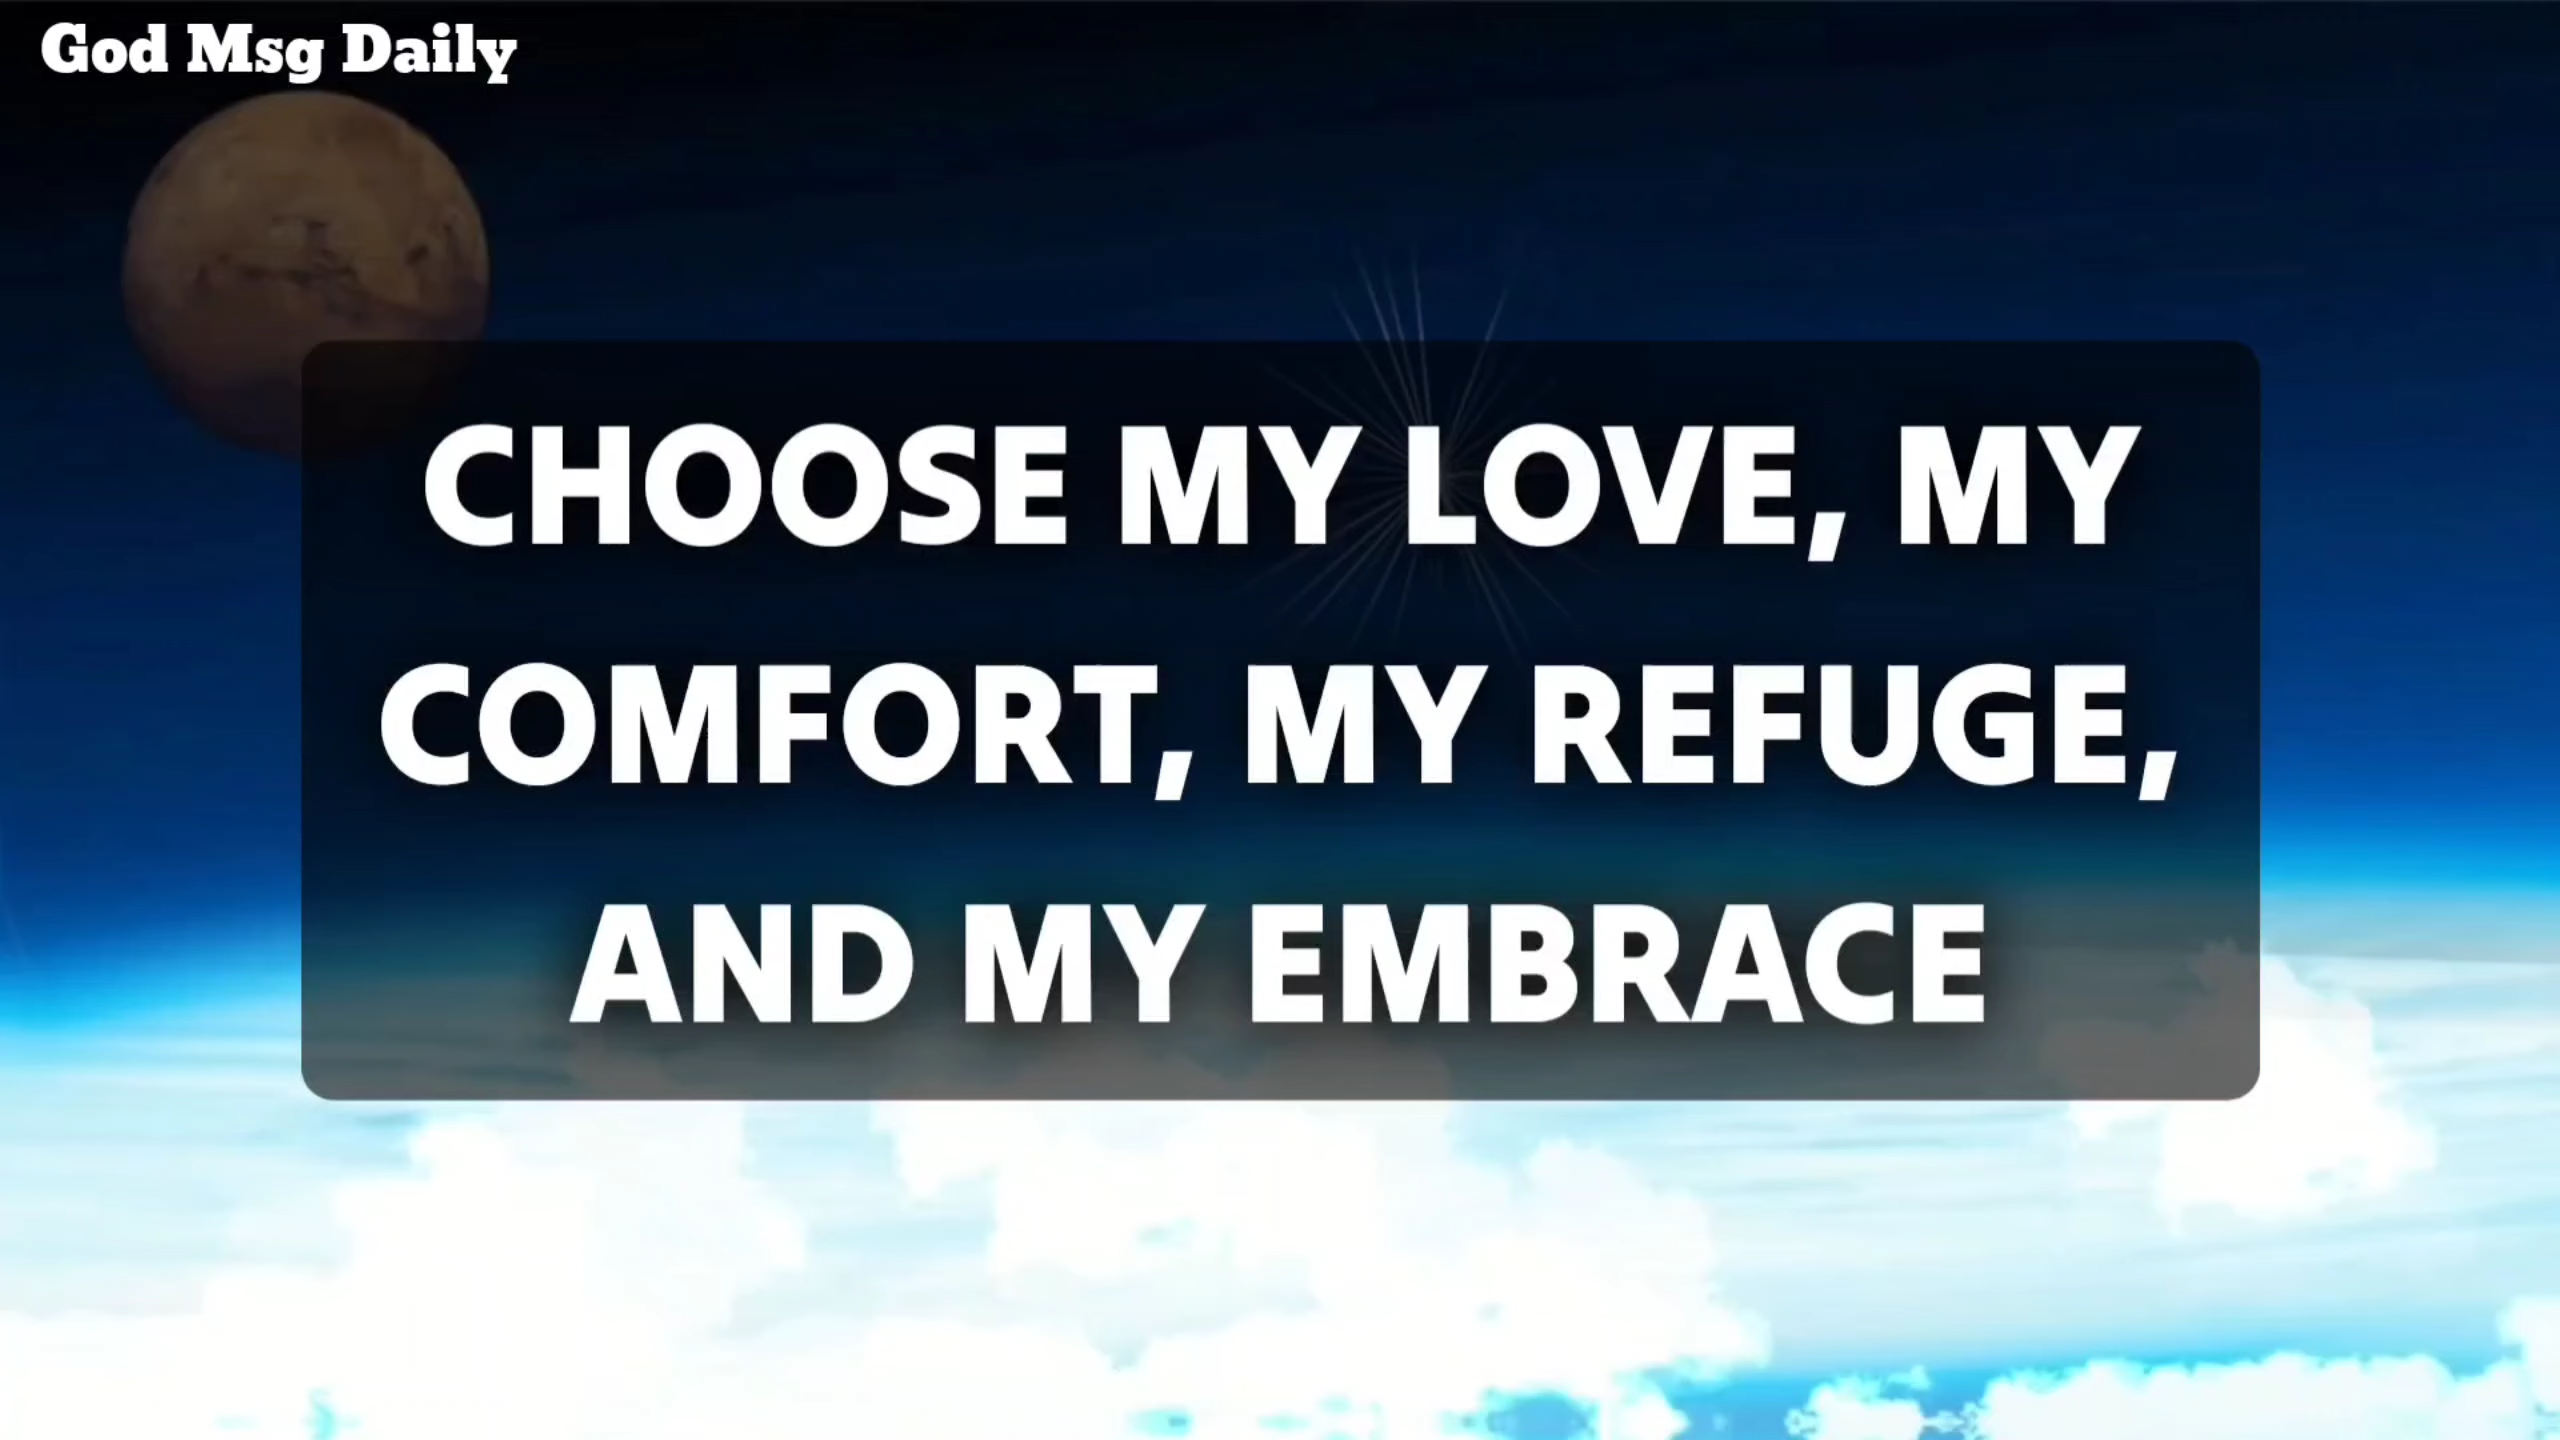 God Msg Daily
CHOOSE MY LOVE, MY
COMFORT, MY REFUGE,
AND MY EMBRACE